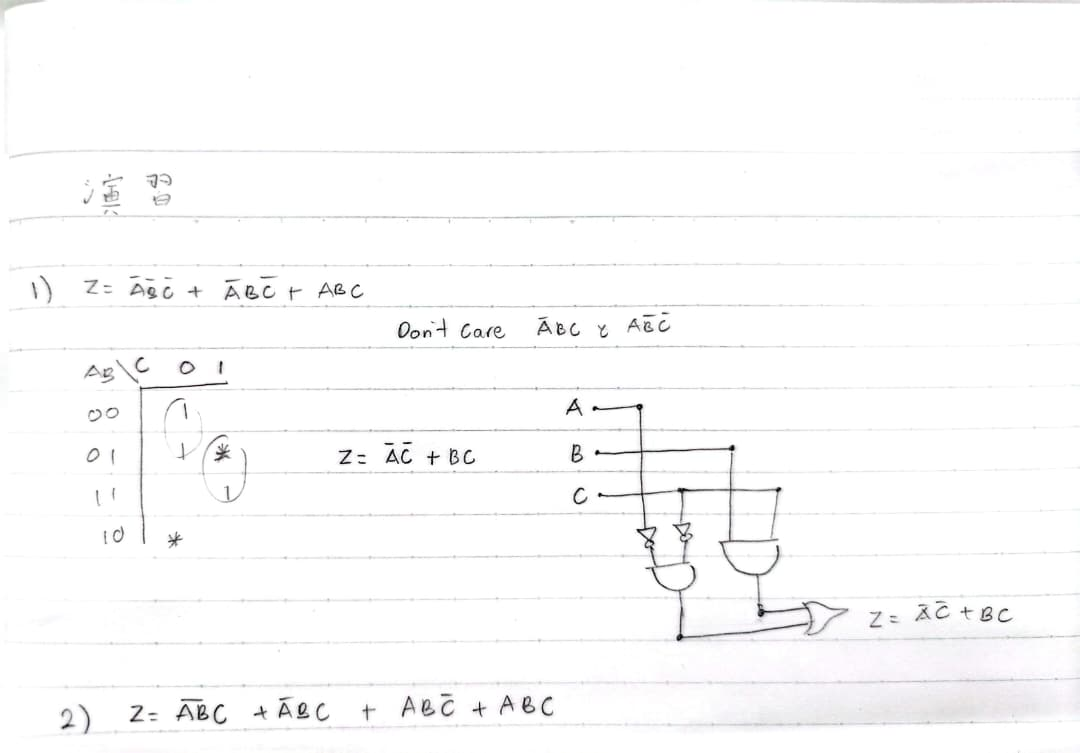 演習
1) Z= A̅B̅C̅ + A̅BC̅ + ABC
Don't Care A̅BC y AB̅C̅
AB\C 0 1
00 1
01 1 *
11 1
10 *
Z= A̅C̅ + BC
A
B
C
Z= A̅C̅ + BC
2) Z= A̅B̅C + A̅BC + ABC̅ + ABC